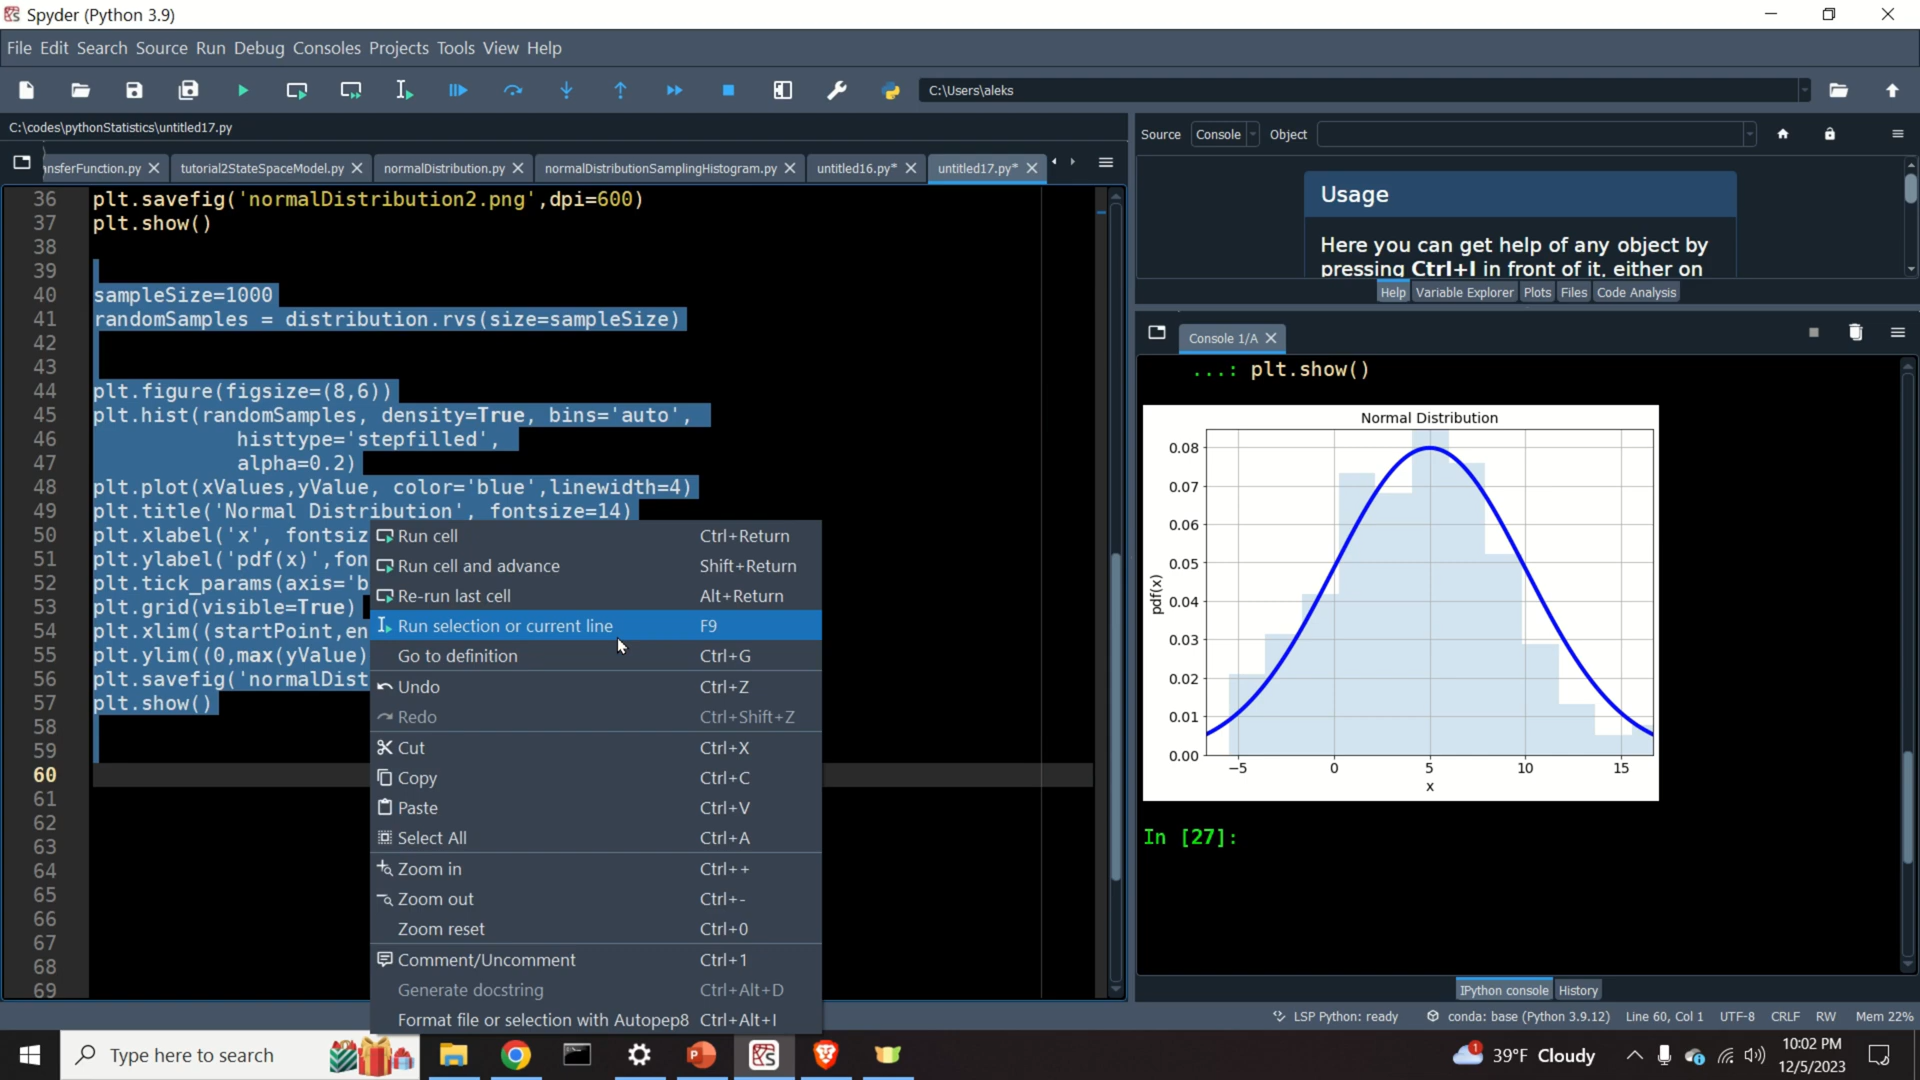 Spyder (Python 3.9)
File Edit Search Source Run Debug Consoles Projects Tools View Help
C:\Users\aleks
C:\codes\pythonStatistics\untitled17.py
Source Console Object
nsferFunction.py
tutorial2StateSpaceModel.py
normalDistribution.py
normalDistributionSamplingHistogram.py
untitled16.py*
untitled17.py*
36 plt.savefig('normalDistribution2.png',dpi=600)
37 plt.show()
38
39
40 sampleSize=1000
41 randomSamples = distribution.rvs(size=sampleSize)
42
43
44 plt.figure(figsize=(8,6))
45 plt.hist(randomSamples, density=True, bins='auto',
46 histtype='stepfilled',
47 alpha=0.2)
48 plt.plot(xValues,yValue, color='blue',linewidth=4)
49 plt.title('Normal Distribution', fontsize=14)
50 plt.xlabel('x', fontsiz
51 plt.ylabel('pdf(x)',fon
52 plt.tick_params(axis='b
53 plt.grid(visible=True)
54 plt.xlim((startPoint,en
55 plt.ylim((0,max(yValue)
56 plt.savefig('normalDist
57 plt.show()
58
59
60
61
62
63
64
65
66
67
68
69
Run cell Ctrl+Return
Run cell and advance Shift+Return
Re-run last cell Alt+Return
Run selection or current line F9
Go to definition Ctrl+G
Undo Ctrl+Z
Redo Ctrl+Shift+Z
Cut Ctrl+X
Copy Ctrl+C
Paste Ctrl+V
Select All Ctrl+A
Zoom in Ctrl++
Zoom out Ctrl+-
Zoom reset Ctrl+0
Comment/Uncomment Ctrl+1
Generate docstring Ctrl+Alt+D
Format file or selection with Autopep8 Ctrl+Alt+I
Usage
Here you can get help of any object by
pressing Ctrl+I in front of it, either on
Help Variable Explorer Plots Files Code Analysis
Console 1/A
...: plt.show()
Normal Distribution
0.08
0.07
0.06
0.05
0.04
0.03
0.02
0.01
0.00
pdf(x)
−5 0 5 10 15
x
In [27]:
IPython console History
LSP Python: ready conda: base (Python 3.9.12) Line 60, Col 1 UTF-8 CRLF RW Mem 22%
Type here to search
1
39°F Cloudy
10:02 PM
12/5/2023